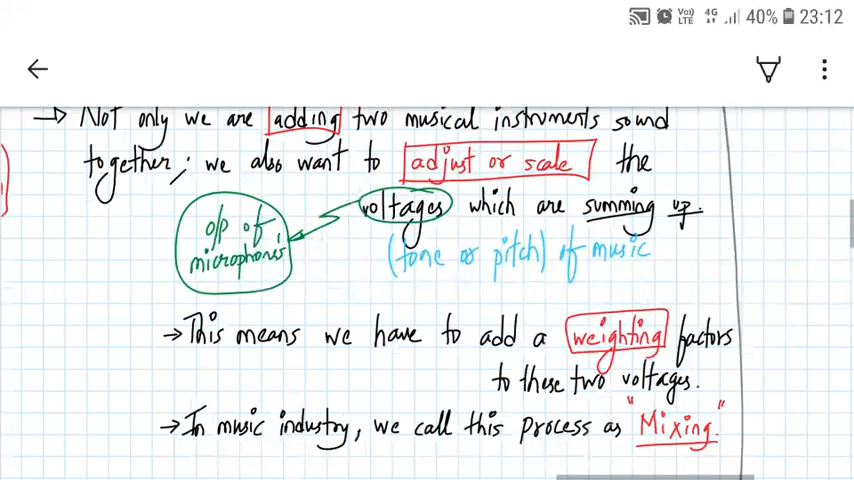 Vo)) LTE 4G 40% 23:12
→ Not only we are adding two musical instruments sound
together; we also want to adjust or scale the
voltages which are summing up.
o/p of microphones
(tone or pitch) of music
→ This means we have to add a weighting factors
to these two voltages.
→ In music industry, we call this process as "Mixing."